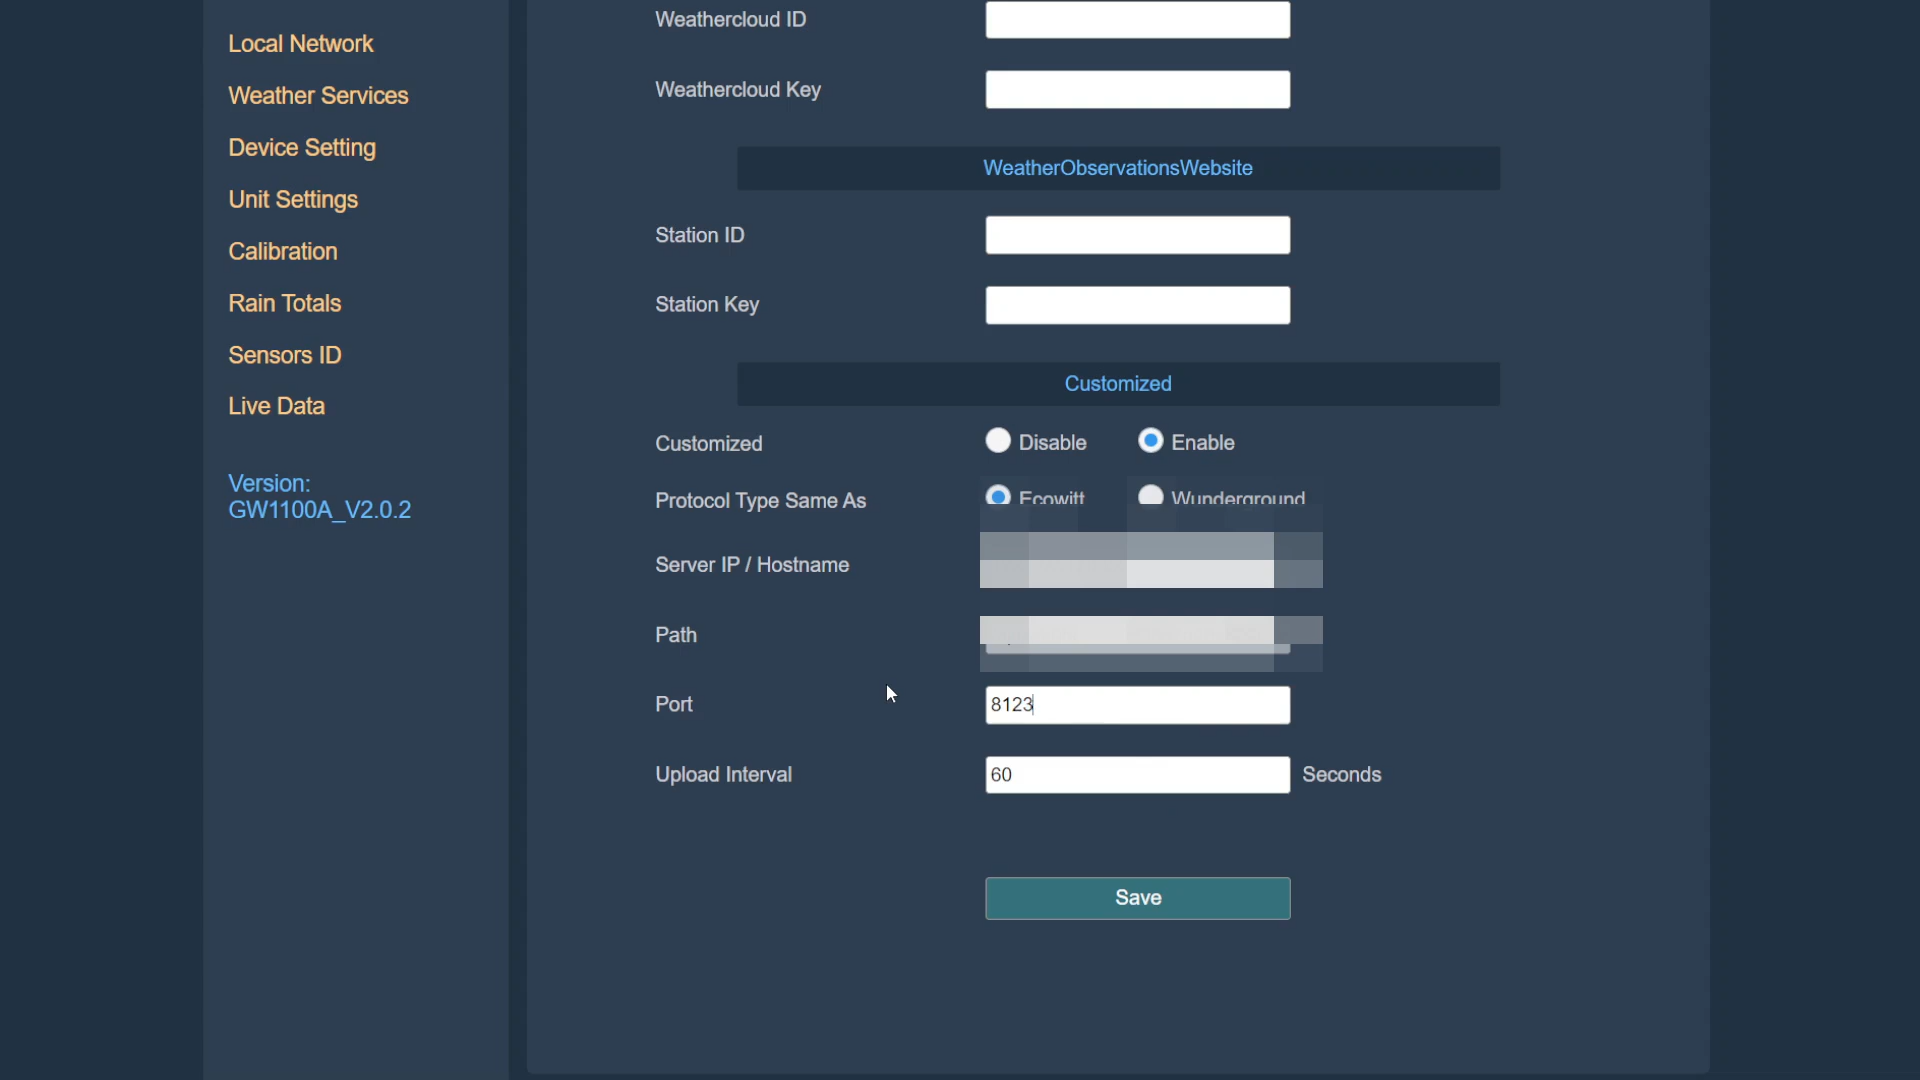 Local Network
Weather Services
Device Setting
Unit Settings
Calibration
Rain Totals
Sensors ID
Live Data
Version:
GW1100A_V2.0.2
Weathercloud ID
Weathercloud Key
WeatherObservationsWebsite
Station ID
Station Key
Customized
Customized Disable Enable
Protocol Type Same As Ecowitt Wunderground
Server IP / Hostname
Path
Port 8123
Upload Interval 60 Seconds
Save